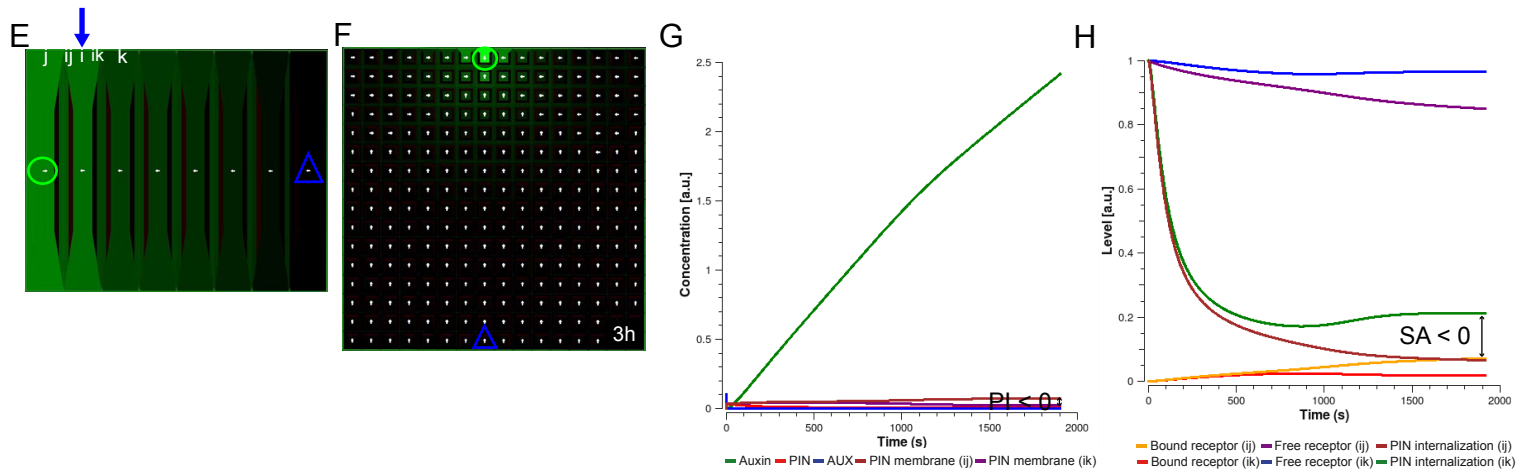 E
j ij i ik k
F
3h
G
Concentration [a.u.]
2.5
2
1.5
1
0.5
0
PI < 0
0 500 1000 1500 2000
Time (s)
Auxin PIN AUX PIN membrane (ij) PIN membrane (ik)
H
Level [a.u.]
1
0.8
0.6
0.4
0.2
0
SA < 0
0 500 1000 1500 2000
Time (s)
Bound receptor (ij) Free receptor (ij) PIN internalization (ij)
Bound receptor (ik) Free receptor (ik) PIN internalization (ik)